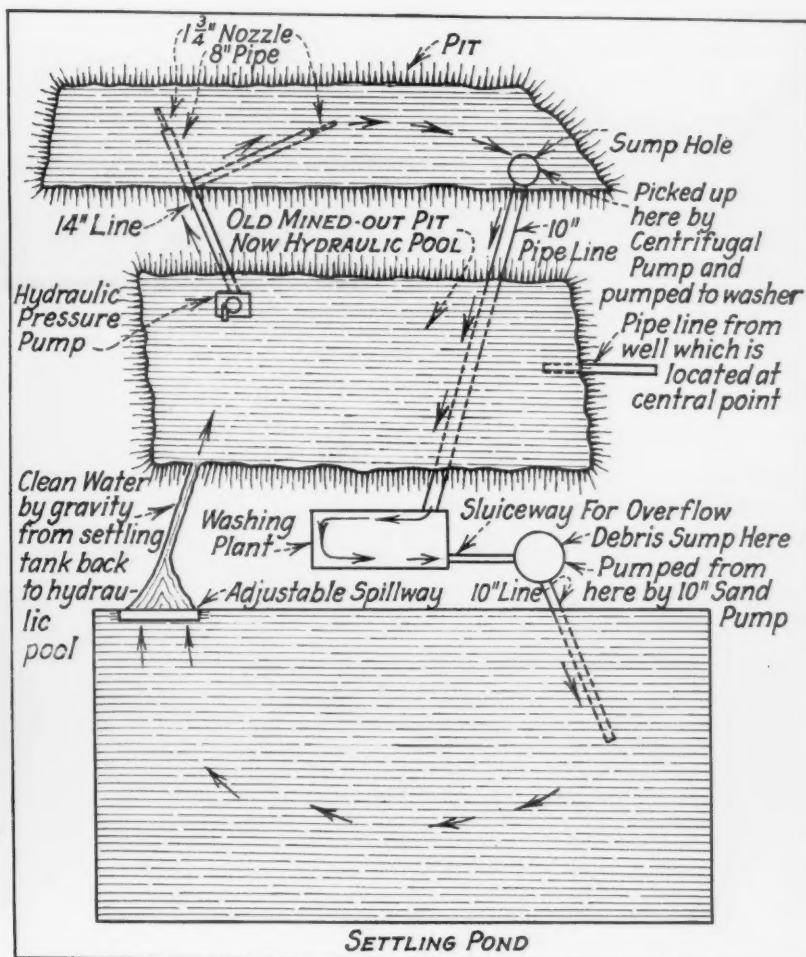 1 3/4" Nozzle
8" Pipe
PIT
Sump Hole
Picked up
here by
Centrifugal
Pump and
pumped to washer
14" Line
OLD MINED-OUT PIT
NOW HYDRAULIC POOL
10"
Pipe Line
Hydraulic
Pressure
Pump
Pipe line from
well which is
located at
central point
Clean Water
by gravity
from settling
tank back
to hydrau-
lic
pool
Washing
Plant
Sluiceway For Overflow
Debris Sump Here
Pumped from
here by 10" Sand
Pump
10" Line
Adjustable Spillway
SETTLING POND